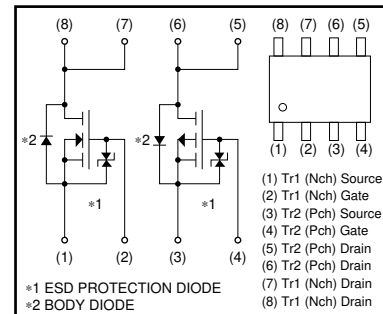 (8) (7) (6) (5)
(8) (7) (6) (5)
∗2 ∗2
∗1 ∗1
(1) (2) (3) (4)
(1) (2) (3) (4)
(1) Tr1 (Nch) Source
(2) Tr1 (Nch) Gate
(3) Tr2 (Pch) Source
(4) Tr2 (Pch) Gate
(5) Tr2 (Pch) Drain
(6) Tr2 (Pch) Drain
(7) Tr1 (Nch) Drain
(8) Tr1 (Nch) Drain
∗1 ESD PROTECTION DIODE
∗2 BODY DIODE